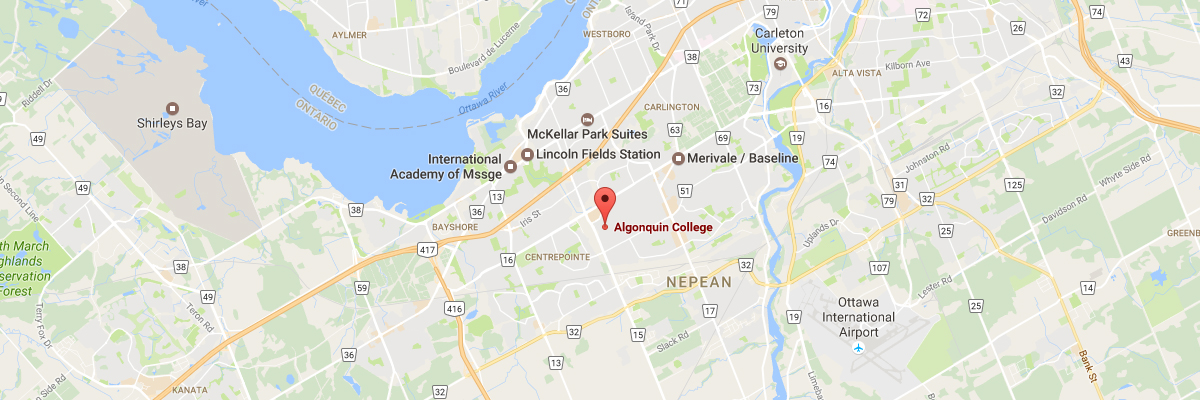 AYLMER
Boulevard de Lucerne
QUÉBEC
ONTARIO
Ottawa River
ONTA
WESTBORO
Island Park Dr
71
38
Carleton
University
72
26
74
43
ALTA VISTA
Kilborn Ave
Riddell Dr
49
Shirleys Bay
36
McKellar Park Suites
CARLINGTON
73
16
32
63
69
19
74
Lincoln Fields Station
International
Academy of Mssge
Merivale / Baseline
Johnston Rd
Whyte Side Rd
Second Line
49
38
13
36
51
31
32
125
Davidson Rd
Iris St
Algonquin College
BAYSHORE
417
16
CENTREPOINTE
Uplands Dr
25
GREENB
th March
ghlands
servation
Forest
38
59
49
NEPEAN
32
107
Lester Rd
14
Terry Fox Dr
Teron Rd
416
Ottawa
International
Airport
19
17
25
32
15
Slack Rd
36
13
Bank St
Limeba
KANATA
32
Side Rd